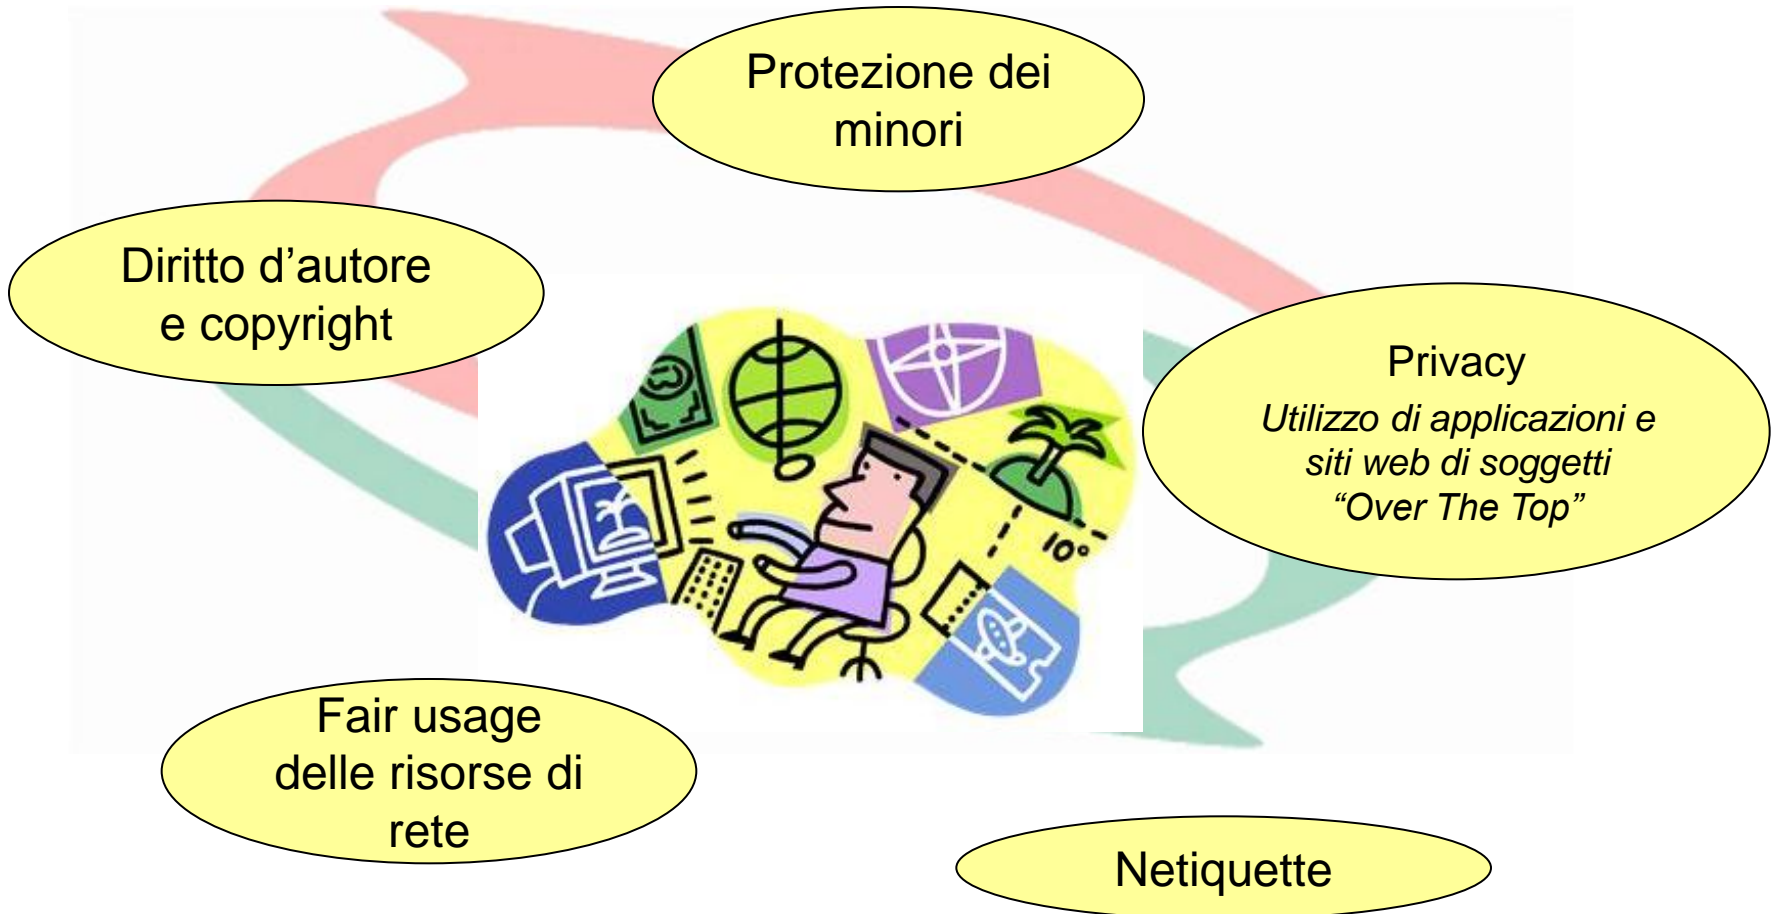 Protezione dei
minori
Diritto d’autore
e copyright
Privacy
Utilizzo di applicazioni e
siti web di soggetti
“Over The Top”
10°
Fair usage
delle risorse di
rete
Netiquette